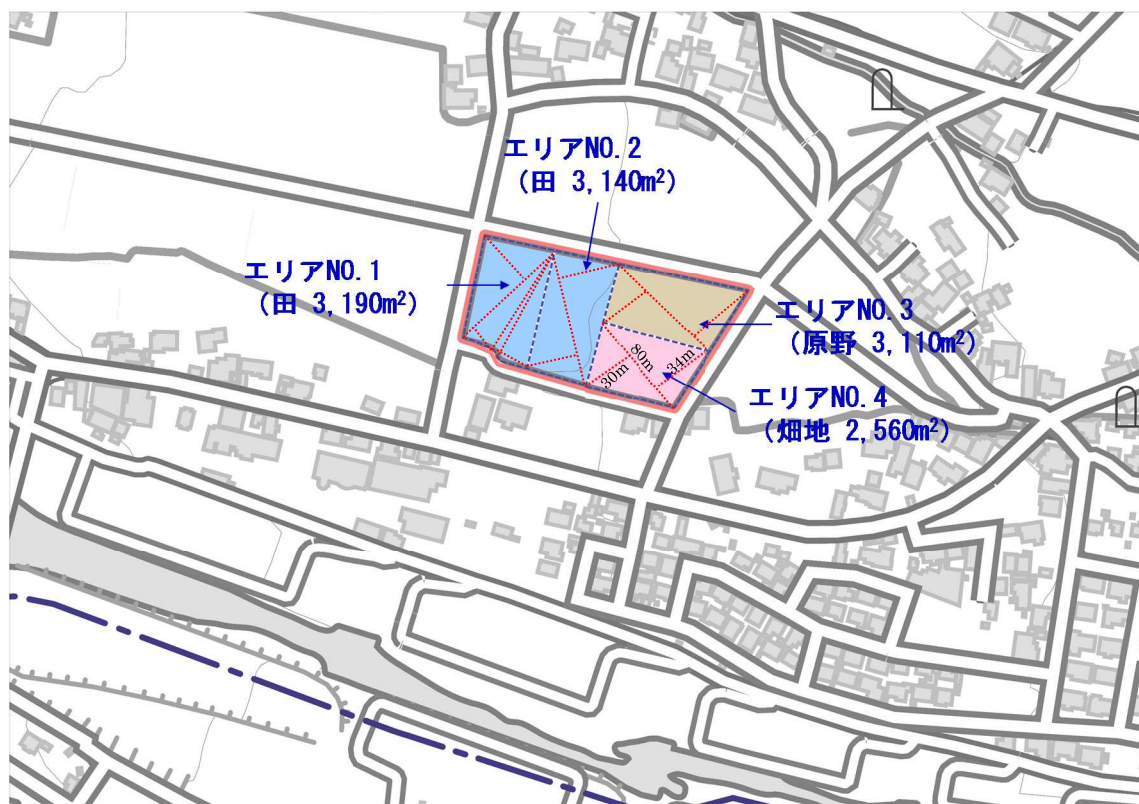 エリアNO.2
（田 3,140m²）
エリアNO.1
（田 3,190m²）
エリアNO.3
（原野 3,110m²）
80m
34m
30m
エリアNO.4
（畑地 2,560m²）